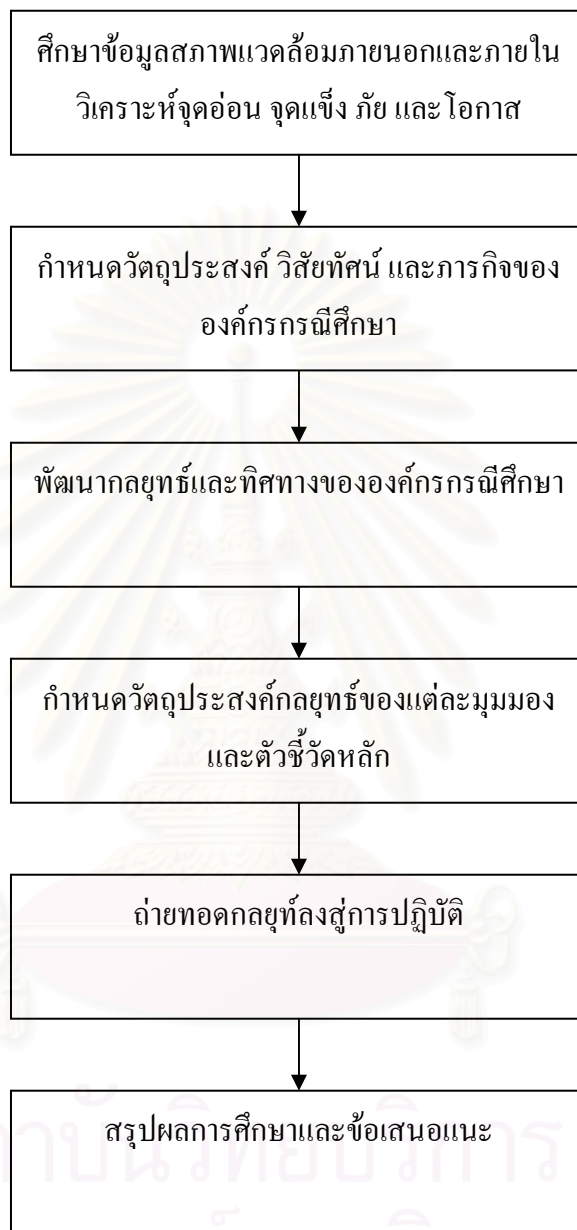 ศึกษาข้อมูลสภาพแวดล้อมภายนอกและภายใน
วิเคราะห์จุดอ่อน จุดแข็ง ภัย และโอกาส
กำหนดวัตถุประสงค์ วิสัยทัศน์ และภารกิจของ
องค์กรกรณีศึกษา
พัฒนากลยุทธ์และทิศทางขององค์กรกรณีศึกษา
กำหนดวัตถุประสงค์กลยุทธ์ของแต่ละมุมมอง
และตัวชี้วัดหลัก
ถ่ายทอดกลยุท์ลงสู่การปฏิบัติ
สรุปผลการศึกษาและข้อเสนอแนะ
าบันวิทยบริการ